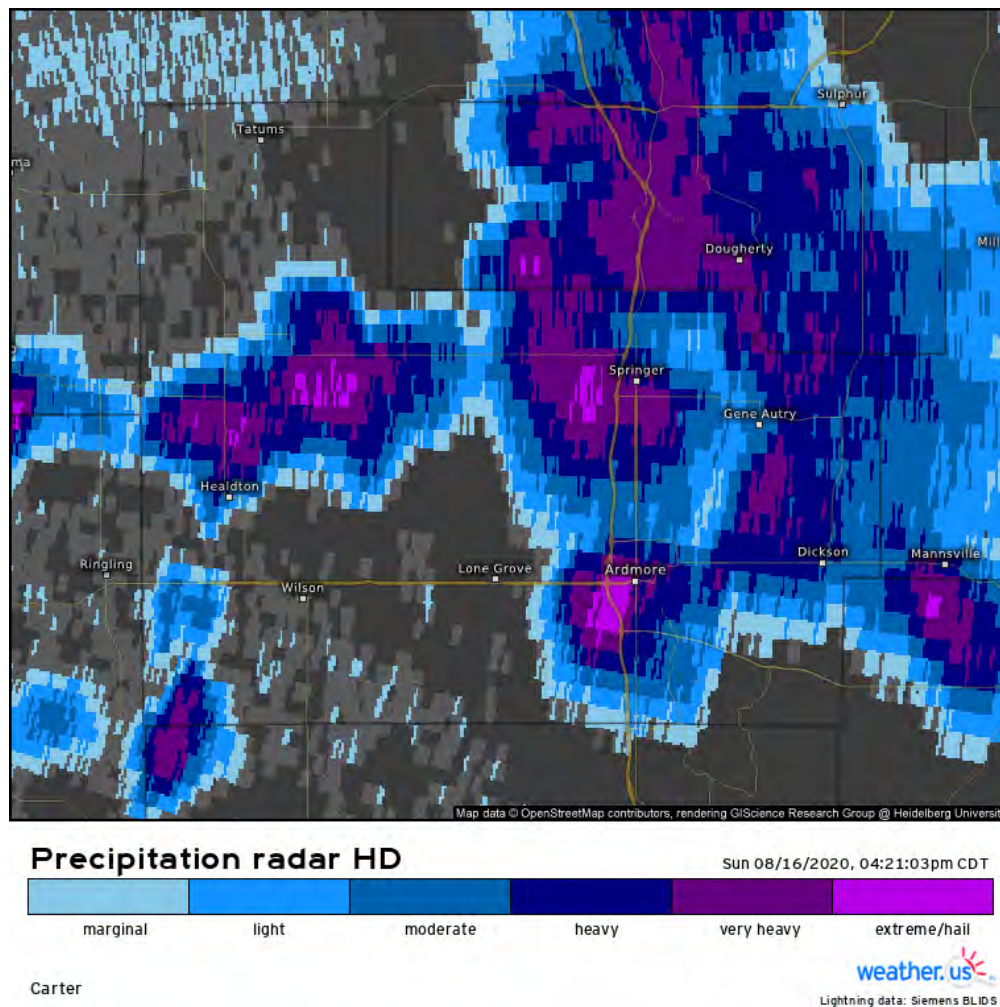 Sulphur
Tatums
ma
Dougherty
Mill
Springer
Gene Autry
Healdton
Ringling
Wilson
Lone Grove
Ardmore
Dickson
Mannsville
Map data © OpenStreetMap contributors, rendering GIScience Research Group @ Heidelberg Universit
Precipitation radar HD
Sun 08/16/2020, 04:21:03pm CDT
marginal light moderate heavy very heavy extreme/hail
Carter
weather.us
Lightning data: Siemens BLIDS